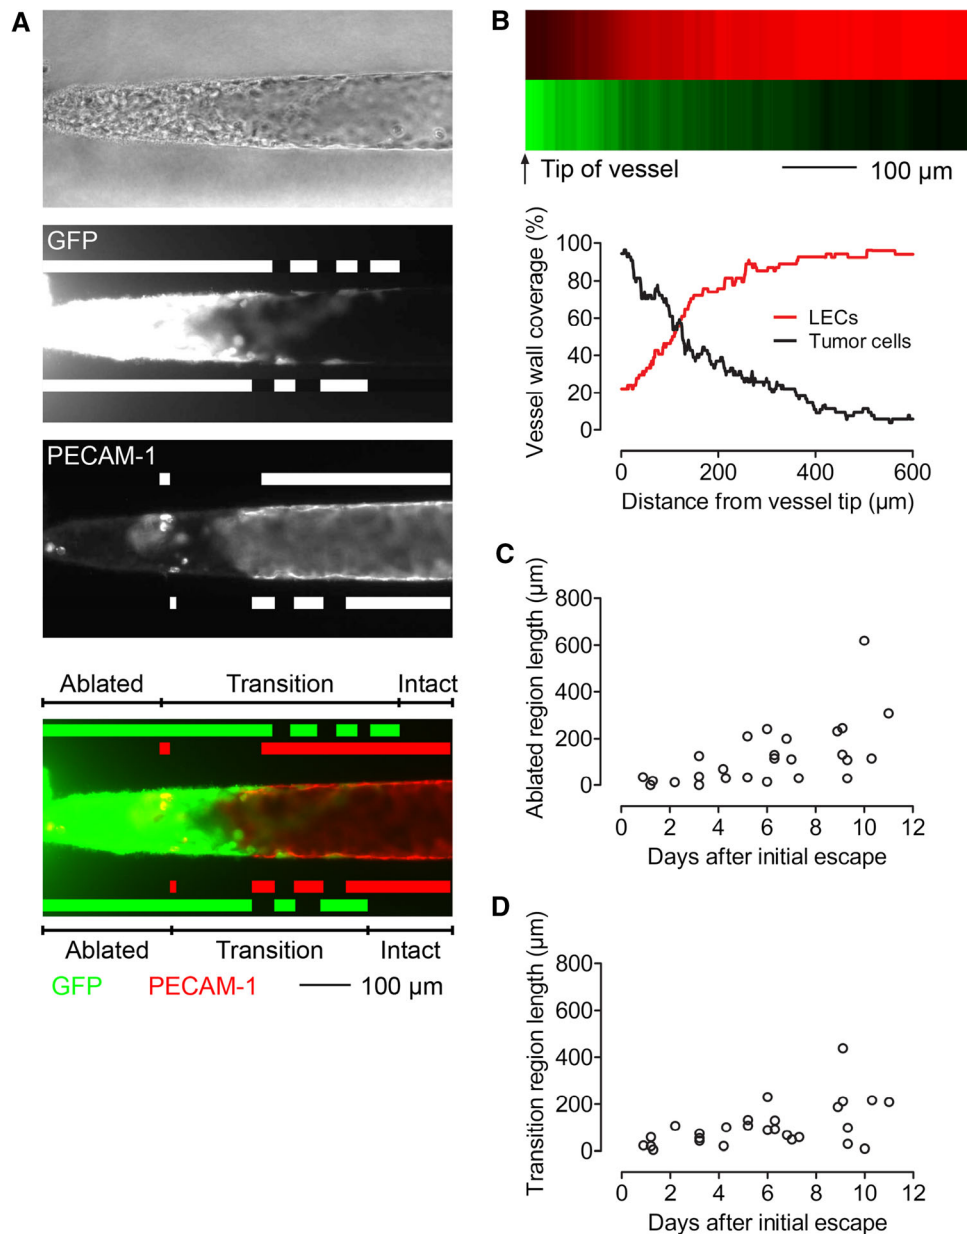 A
GFP
PECAM-1
Ablated Transition Intact
Ablated Transition Intact
GFP PECAM-1 100 µm
B
Tip of vessel 100 µm
Vessel wall coverage (%)
100
80
60
40
20
0
LECs
Tumor cells
0 200 400 600
Distance from vessel tip (µm)
C
Ablated region length (µm)
800
600
400
200
0
0 2 4 6 8 10 12
Days after initial escape
D
Transition region length (µm)
800
600
400
200
0
0 2 4 6 8 10 12
Days after initial escape